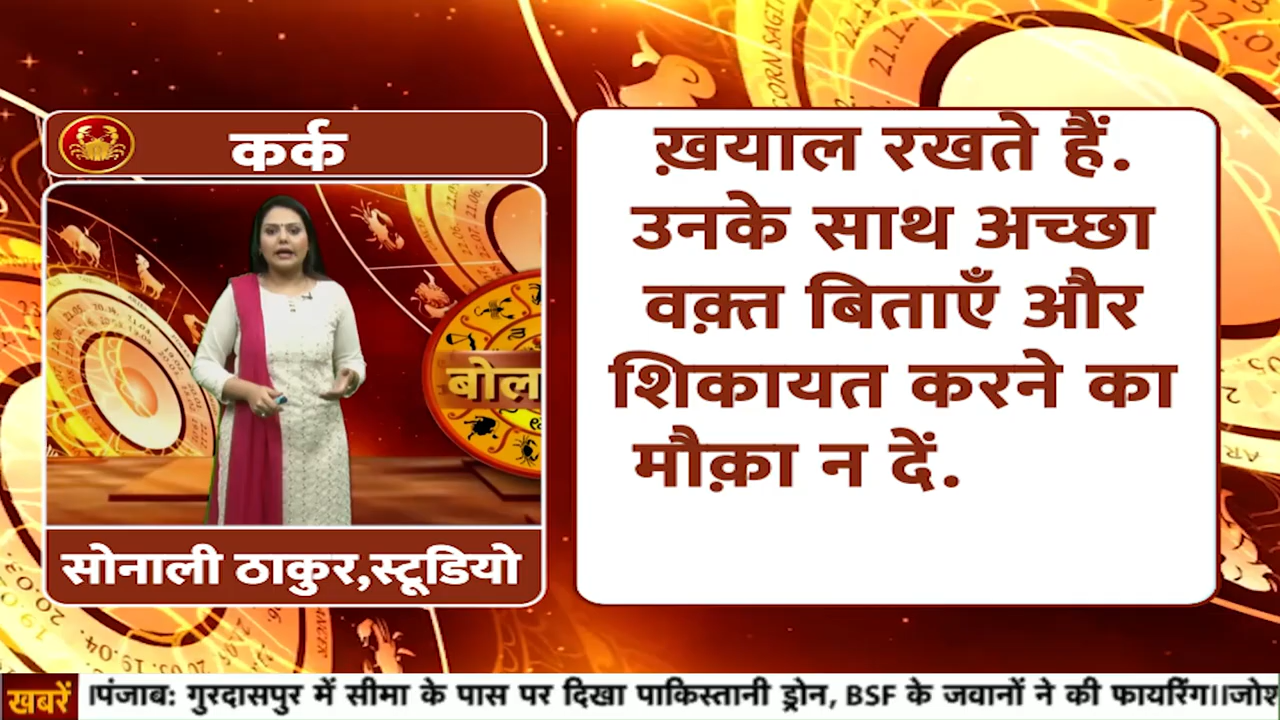 कर्क
ख़याल रखते हैं.
उनके साथ अच्छा
वक़्त बिताएँ और
शिकायत करने का
मौक़ा न दें.
बोल
सोनाली ठाकुर,स्टूडियो
खबरें
|पंजाब: गुरदासपुर में सीमा के पास पर दिखा पाकिस्तानी ड्रोन, BSF के जवानों ने की फायरिंग||जोश